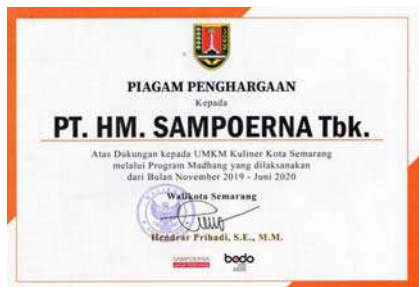 PIAGAM PENGHARGAAN
Kepada
PT. HM. SAMPOERNA Tbk.
Atas Dukungan kepada UMKM Kuliner Kota Semarang
melalui Program Madhang yang dilaksanakan
dari Bulan November 2019 - Juni 2020
Walikota Semarang
Hendrar Prihadi, S.E., M.M.
SAMPOERNA
bedo